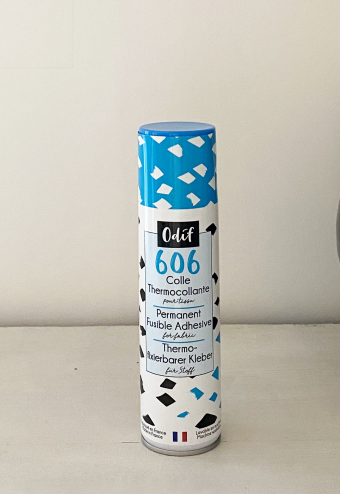 Odif
606
Colle
Thermocollante
pour tissu
Permanent
Fusible Adhesive
for fabric
Thermo-
fixierbarer Kleber
für Stoff